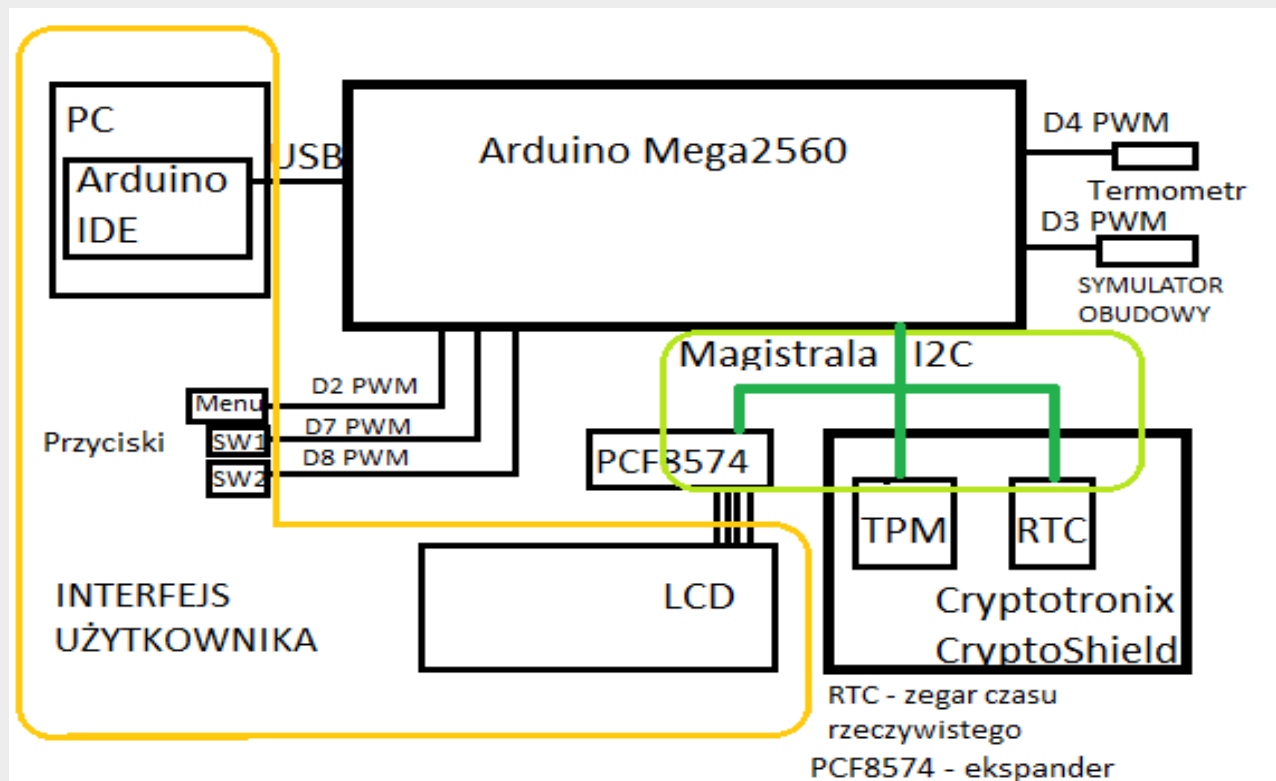 PC
Arduino
IDE
USB
Arduino Mega2560
D4 PWM
Termometr
D3 PWM
SYMULATOR
OBUDOWY
Magistrala I2C
Menu
D2 PWM
Przyciski
SW1
D7 PWM
SW2
D8 PWM
PCF8574
TPM
RTC
Cryptotronix
CryptoShield
LCD
INTERFEJS
UŻYTKOWNIKA
RTC - zegar czasu
rzeczywistego
PCF8574 - ekspander